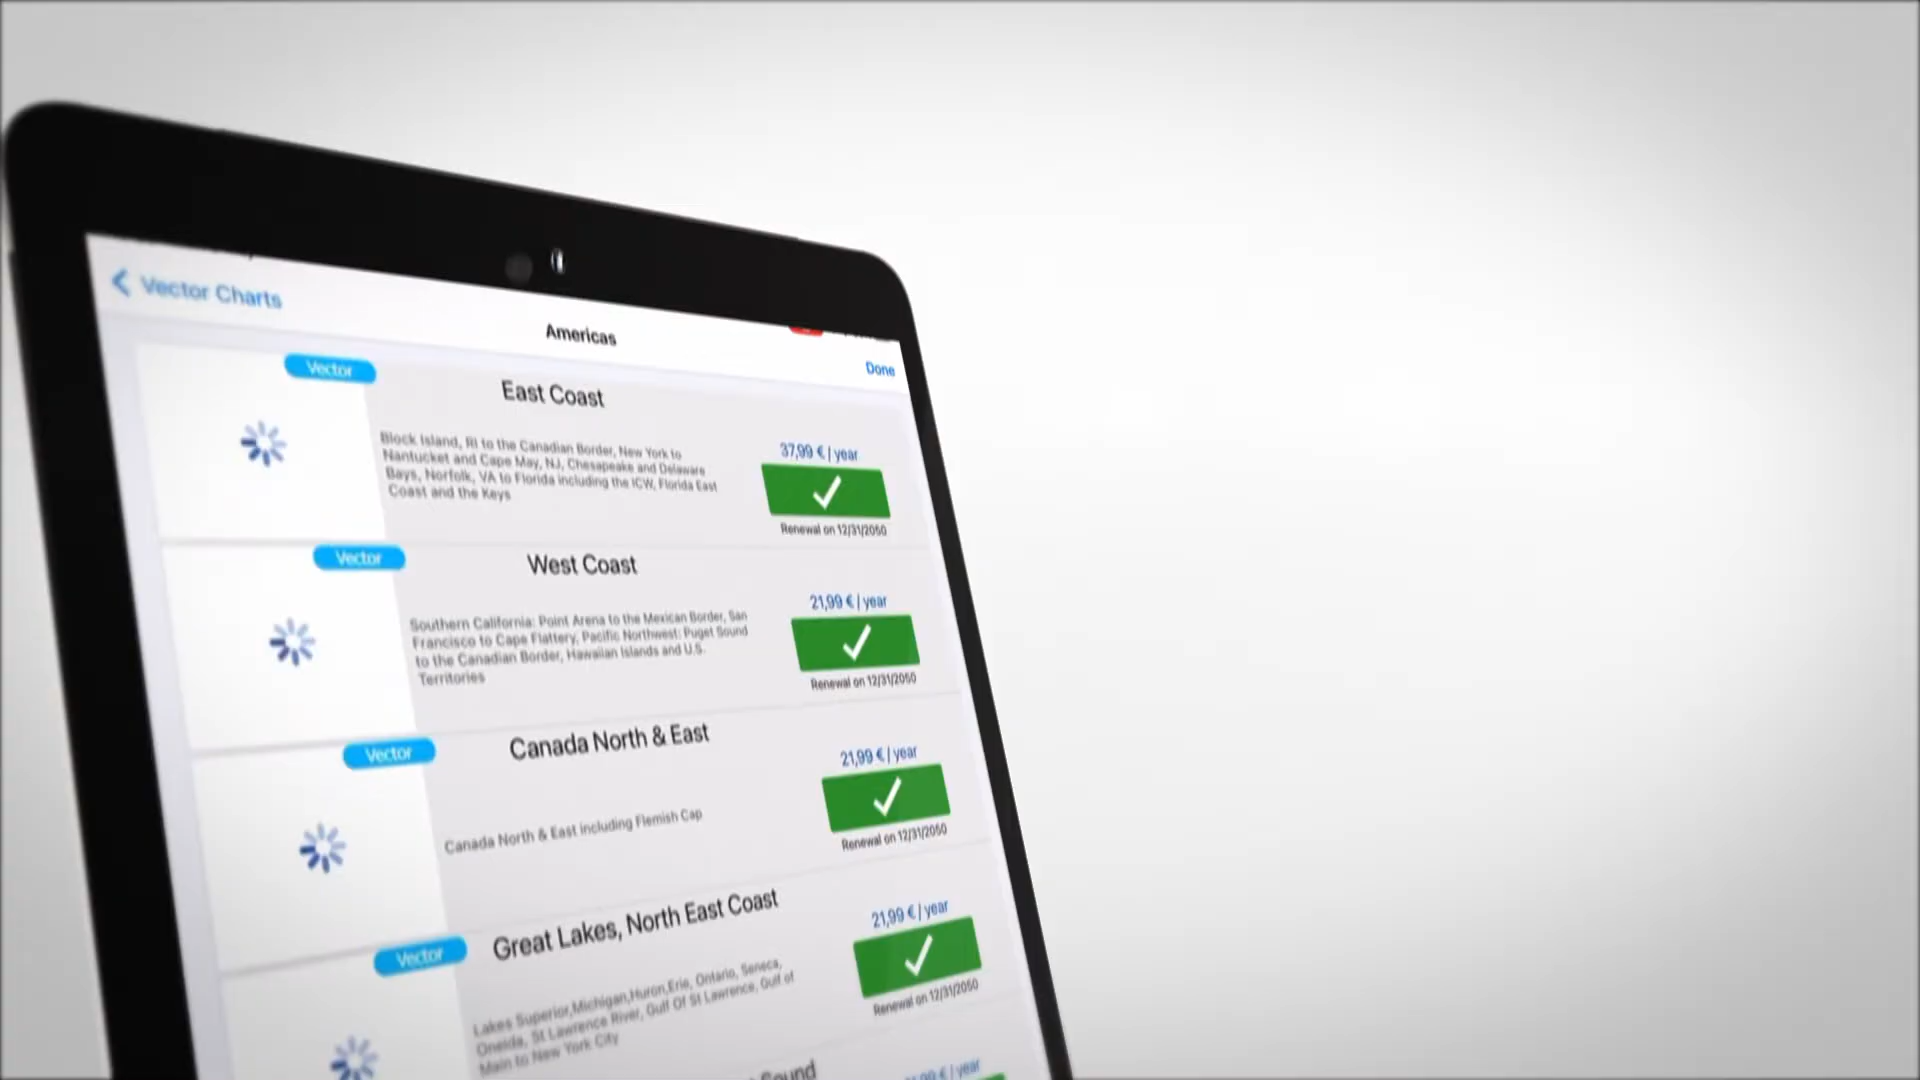 Vector Charts
Americas
Done
Vector
East Coast
Block Island, RI to the Canadian Border, New York to
Nantucket and Cape May, NJ, Chesapeake and Delaware
Bays, Norfolk, VA to Florida including the ICW, Florida East
Coast and the Keys
37,99 € / year
Renewal on 12/31/2050
Vector
West Coast
Southern California: Point Arena to the Mexican Border, San
Francisco to Cape Flattery, Pacific Northwest: Puget Sound
to the Canadian Border, Hawaiian Islands and U.S.
Territories
21,99 € / year
Renewal on 12/31/2050
Vector
Canada North & East
Canada North & East including Flemish Cap
21,99 € / year
Renewal on 12/31/2050
Vector
Great Lakes, North East Coast
Lakes Superior,Michigan,Huron,Erie, Ontario, Seneca,
Oneida, St Lawrence River, Gulf Of St Lawrence, Gulf of
Main to New York City
21,99 € / year
Renewal on 12/31/2050
Sound
€ / year